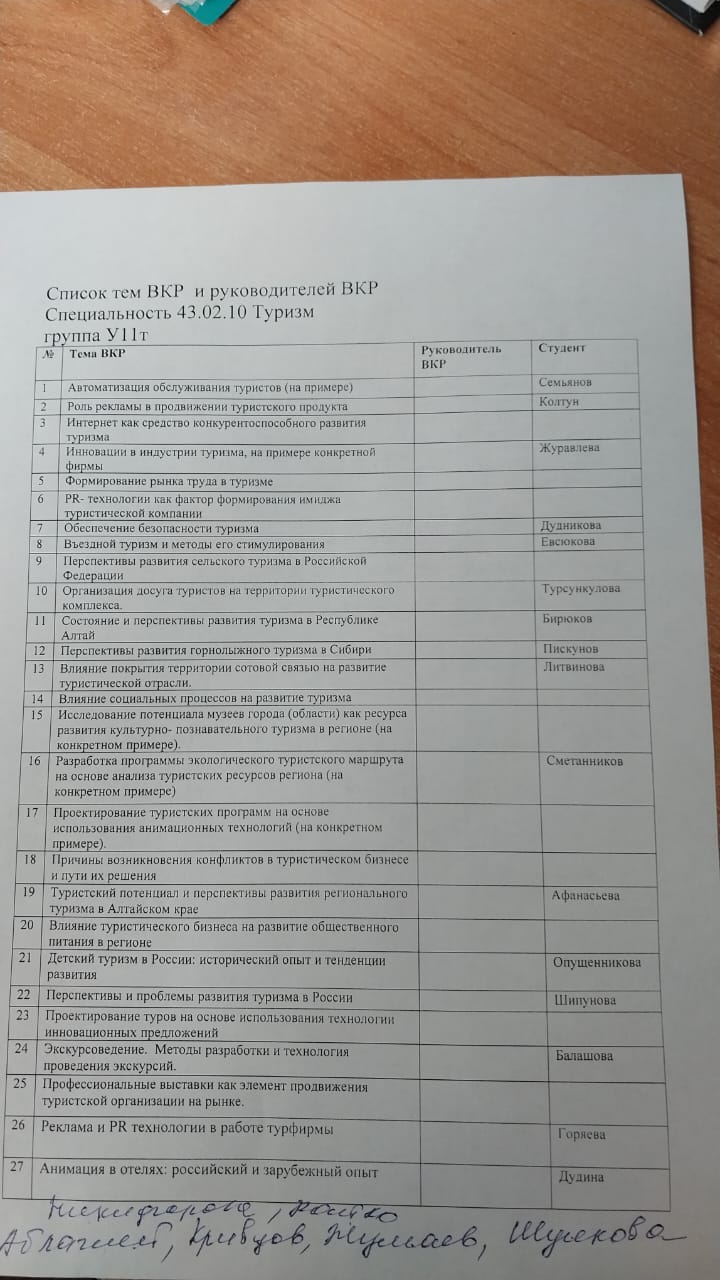 Список тем ВКР и руководителей ВКР
Специальность 43.02.10 Туризм
группа У11т
№ Тема ВКР Руководитель ВКР Студент
1 Автоматизация обслуживания туристов (на примере) Семьянов
2 Роль рекламы в продвижении туристского продукта Колтун
3 Интернет как средство конкурентоспособного развития
туризма
4 Инновации в индустрии туризма, на примере конкретной Журавлева
фирмы
5 Формирование рынка труда в туризме
6 PR- технологии как фактор формирования имиджа
туристической компании
7 Обеспечение безопасности туризма Дудникова
8 Въездной туризм и методы его стимулирования Евсюкова
9 Перспективы развития сельского туризма в Российской
Федерации
10 Организация досуга туристов на территории туристического Турсункулова
комплекса.
11 Состояние и перспективы развития туризма в Республике Бирюков
Алтай
12 Перспективы развития горнолыжного туризма в Сибири Пискунов
13 Влияние покрытия территории сотовой связью на развитие Литвинова
туристической отрасли.
14 Влияние социальных процессов на развитие туризма
15 Исследование потенциала музеев города (области) как ресурса
развития культурно- познавательного туризма в регионе (на
конкретном примере).
16 Разработка программы экологического туристского маршрута Сметанников
на основе анализа туристских ресурсов региона (на
конкретном примере)
17 Проектирование туристских программ на основе
использования анимационных технологий (на конкретном
примере).
18 Причины возникновения конфликтов в туристическом бизнесе
и пути их решения
19 Туристский потенциал и перспективы развития регионального Афанасьева
туризма в Алтайском крае
20 Влияние туристического бизнеса на развитие общественного
питания в регионе
21 Детский туризм в России: исторический опыт и тенденции Опущенникова
развития
22 Перспективы и проблемы развития туризма в России Шипунова
23 Проектирование туров на основе использования технологии
инновационных предложений
24 Экскурсоведение. Методы разработки и технология Балашова
проведения экскурсий.
25 Профессиональные выставки как элемент продвижения
туристской организации на рынке.
26 Реклама и PR технологии в работе турфирмы Горяева
27 Анимация в отелях: российский и зарубежный опыт Дудина
Никифорова,
Кривцов, Жумаев, Шулекова